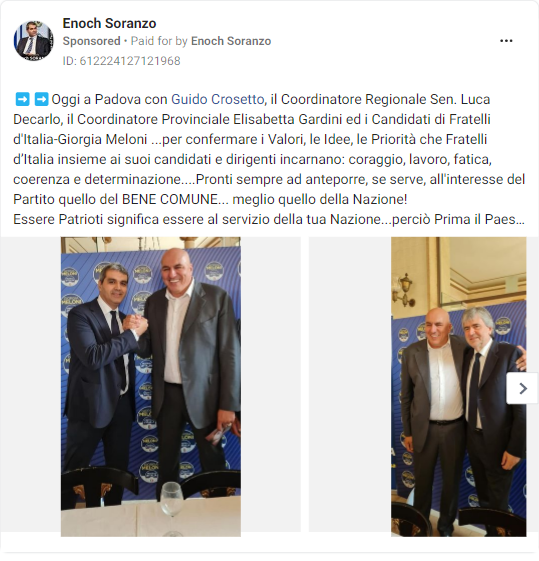 Enoch Soranzo
Sponsored • Paid for by Enoch Soranzo
ID: 612224127121968
Oggi a Padova con Guido Crosetto, il Coordinatore Regionale Sen. Luca
Decarlo, il Coordinatore Provinciale Elisabetta Gardini ed i Candidati di Fratelli
d'Italia-Giorgia Meloni ...per confermare i Valori, le Idee, le Priorità che Fratelli
d’Italia insieme ai suoi candidati e dirigenti incarnano: coraggio, lavoro, fatica,
coerenza e determinazione....Pronti sempre ad anteporre, se serve, all'interesse del
Partito quello del BENE COMUNE... meglio quello della Nazione!
Essere Patrioti significa essere al servizio della tua Nazione...perciò Prima il Paes...
MELONI